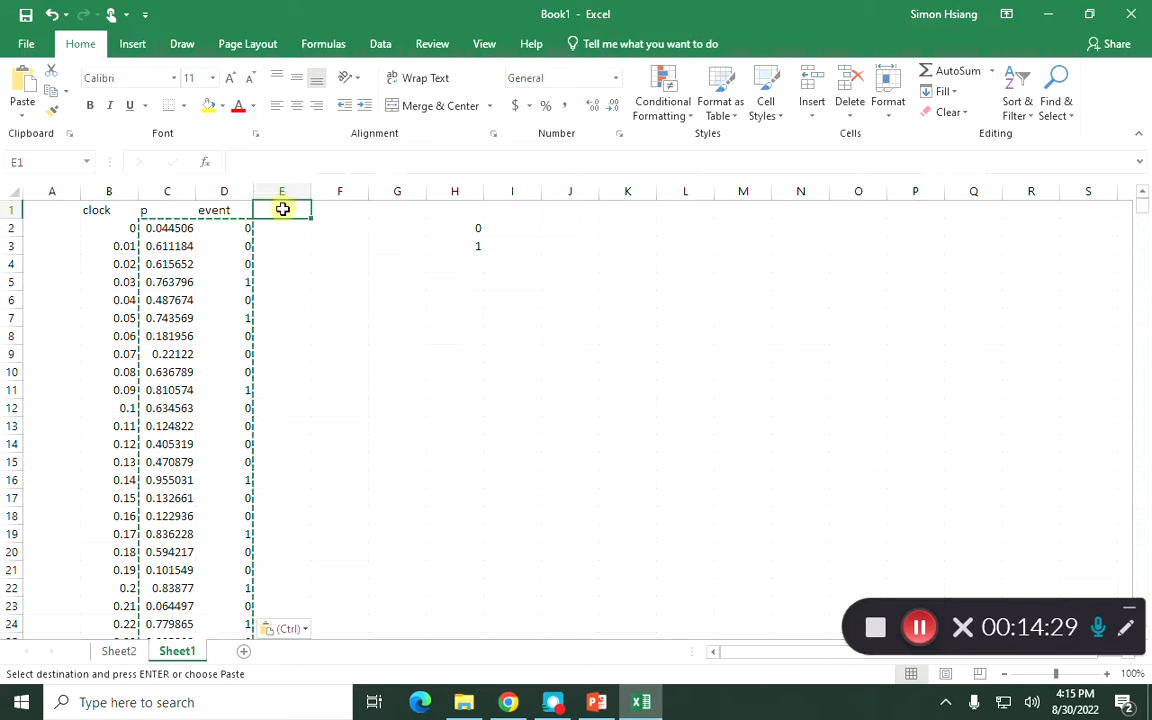 Book1 - Excel
Simon Hsiang
File Home Insert Draw Page Layout Formulas Data Review View Help Tell me what you want to do Share
Paste Calibri 11 A A Wrap Text General Conditional Formatting Format as Table Cell Styles Insert Delete Format AutoSum Fill Clear Sort & Filter Find & Select
B I U A Merge & Center $ % ,
Clipboard Font Alignment Number Styles Cells Editing
E1 fx
A B C D E F G H I J K L M N O P Q R S
1 clock p event
2 0 0.044506 0 0
3 0.01 0.611184 0 1
4 0.02 0.615652 0
5 0.03 0.763796 1
6 0.04 0.487674 0
7 0.05 0.743569 1
8 0.06 0.181956 0
9 0.07 0.22122 0
10 0.08 0.636789 0
11 0.09 0.810574 1
12 0.1 0.634563 0
13 0.11 0.124822 0
14 0.12 0.405319 0
15 0.13 0.470879 0
16 0.14 0.955031 1
17 0.15 0.132661 0
18 0.16 0.122936 0
19 0.17 0.836228 1
20 0.18 0.594217 0
21 0.19 0.101549 0
22 0.2 0.83877 1
23 0.21 0.064497 0
24 0.22 0.779865 1
(Ctrl)
00:14:29
Sheet2 Sheet1
Select destination and press ENTER or choose Paste 100%
Type here to search
4:15 PM
8/30/2022
2